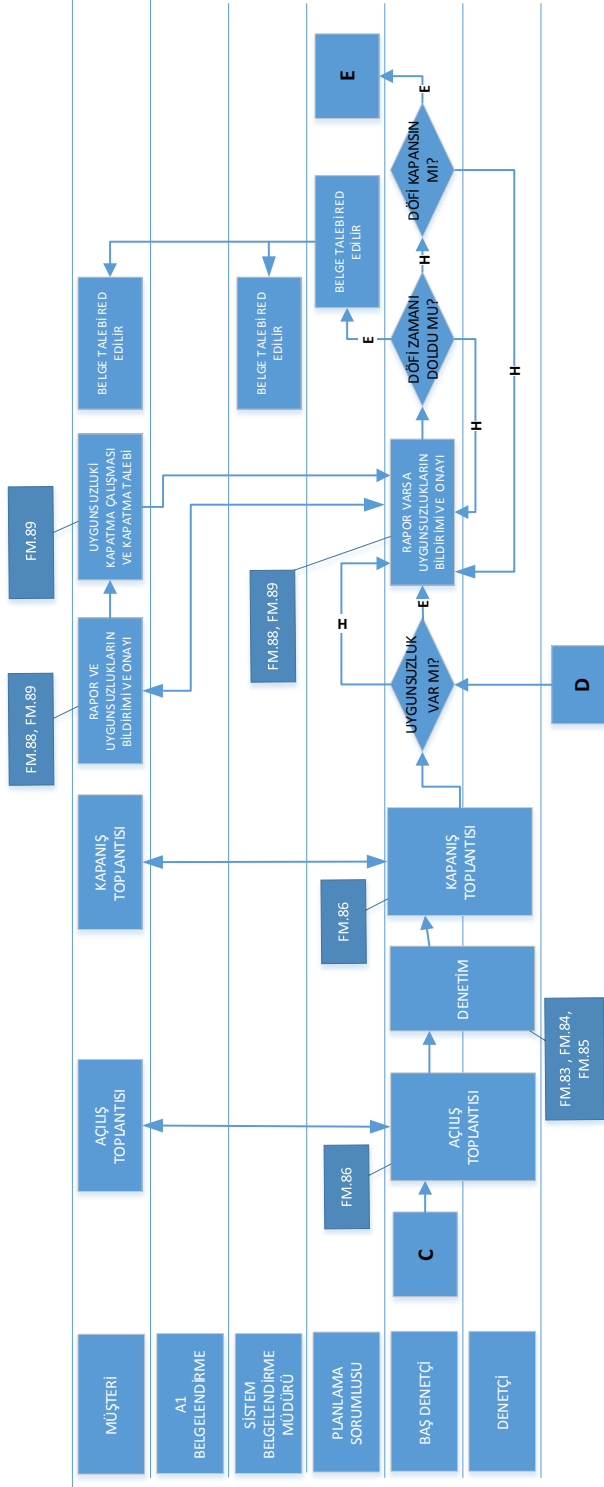 MÜŞTERİ
AÇILIŞ
TOPLANTISI
KAPANIŞ
TOPLANTISI
FM.88, FM.89
RAPOR VE
UYGUNSUZLUKLARIN
BİLDİRİMİ VE ONAYI
FM.89
UYGUNSUZLUKİ
KAPATMA ÇALIŞMASI
VE KAPATMA TALEBİ
BELGE TALEBİ RED
EDİLİR
A1
BELGELENDİRME
SİSTEM
BELGELENDİRME
MÜDÜRÜ
BELGE TALEBİ RED
EDİLİR
PLANLAMA
SORUMLUSU
FM.86
FM.86
FM.88, FM.89
BELGE TALEBİ RED
EDİLİR
E
BAŞ DENETÇİ
C
AÇILIŞ
TOPLANTISI
DENETİM
KAPANIŞ
TOPLANTISI
H
UYGUNSUZLUK
VAR MI?
E
RAPOR VARSA
UYGUNSUZLUKLARIN
BİLDİRİMİ VE ONAYI
E
DÖFİ ZAMANI
DOLDU MU?
H
DÖFİ KAPANSIN
MI?
E
DENETÇİ
H
H
FM.83 , FM.84,
FM.85
D